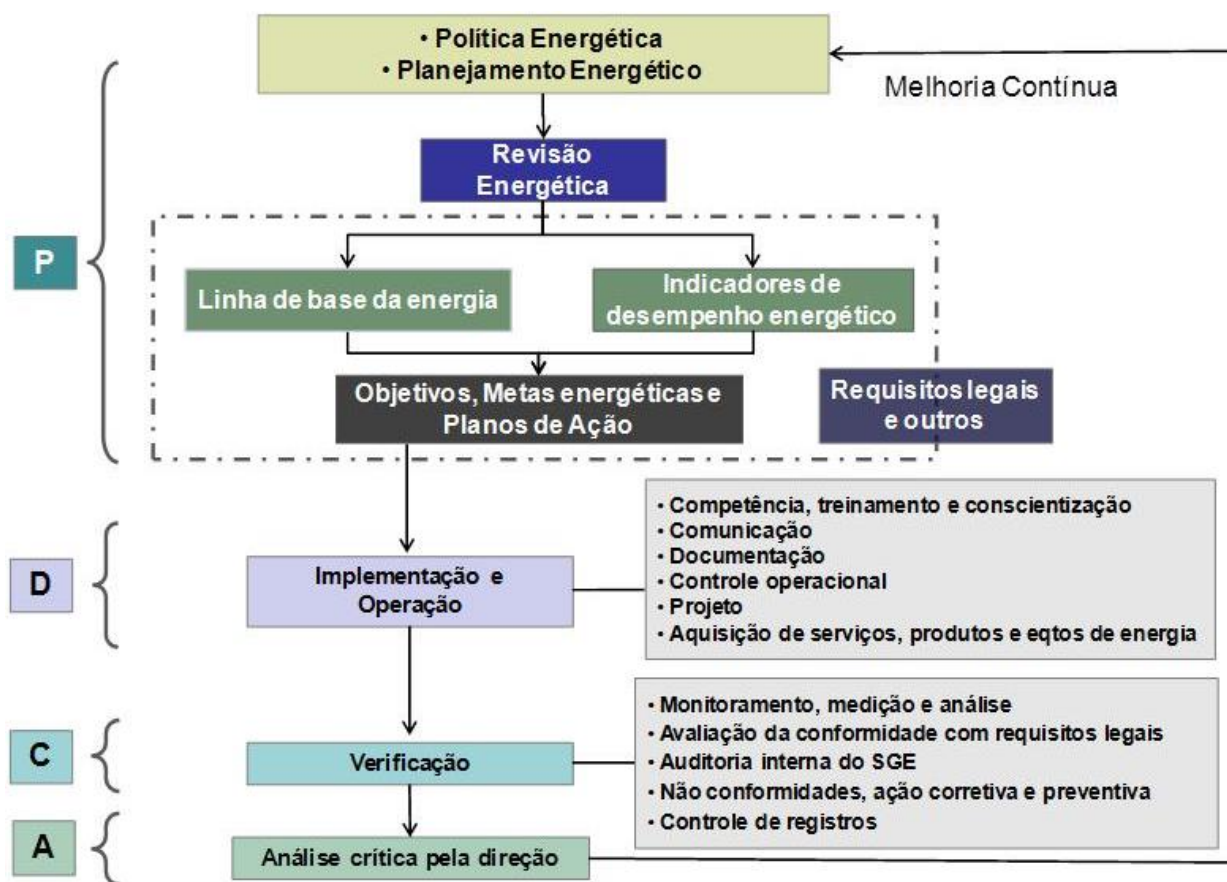 • Política Energética
• Planejamento Energético
Melhoria Contínua
Revisão
Energética
P
Linha de base da energia
Indicadores de
desempenho energético
Objetivos, Metas energéticas e
Planos de Ação
Requisitos legais
e outros
D
Implementação e
Operação
• Competência, treinamento e conscientização
• Comunicação
• Documentação
• Controle operacional
• Projeto
• Aquisição de serviços, produtos e eqtos de energia
C
Verificação
• Monitoramento, medição e análise
• Avaliação da conformidade com requisitos legais
• Auditoria interna do SGE
• Não conformidades, ação corretiva e preventiva
• Controle de registros
A
Análise crítica pela direção